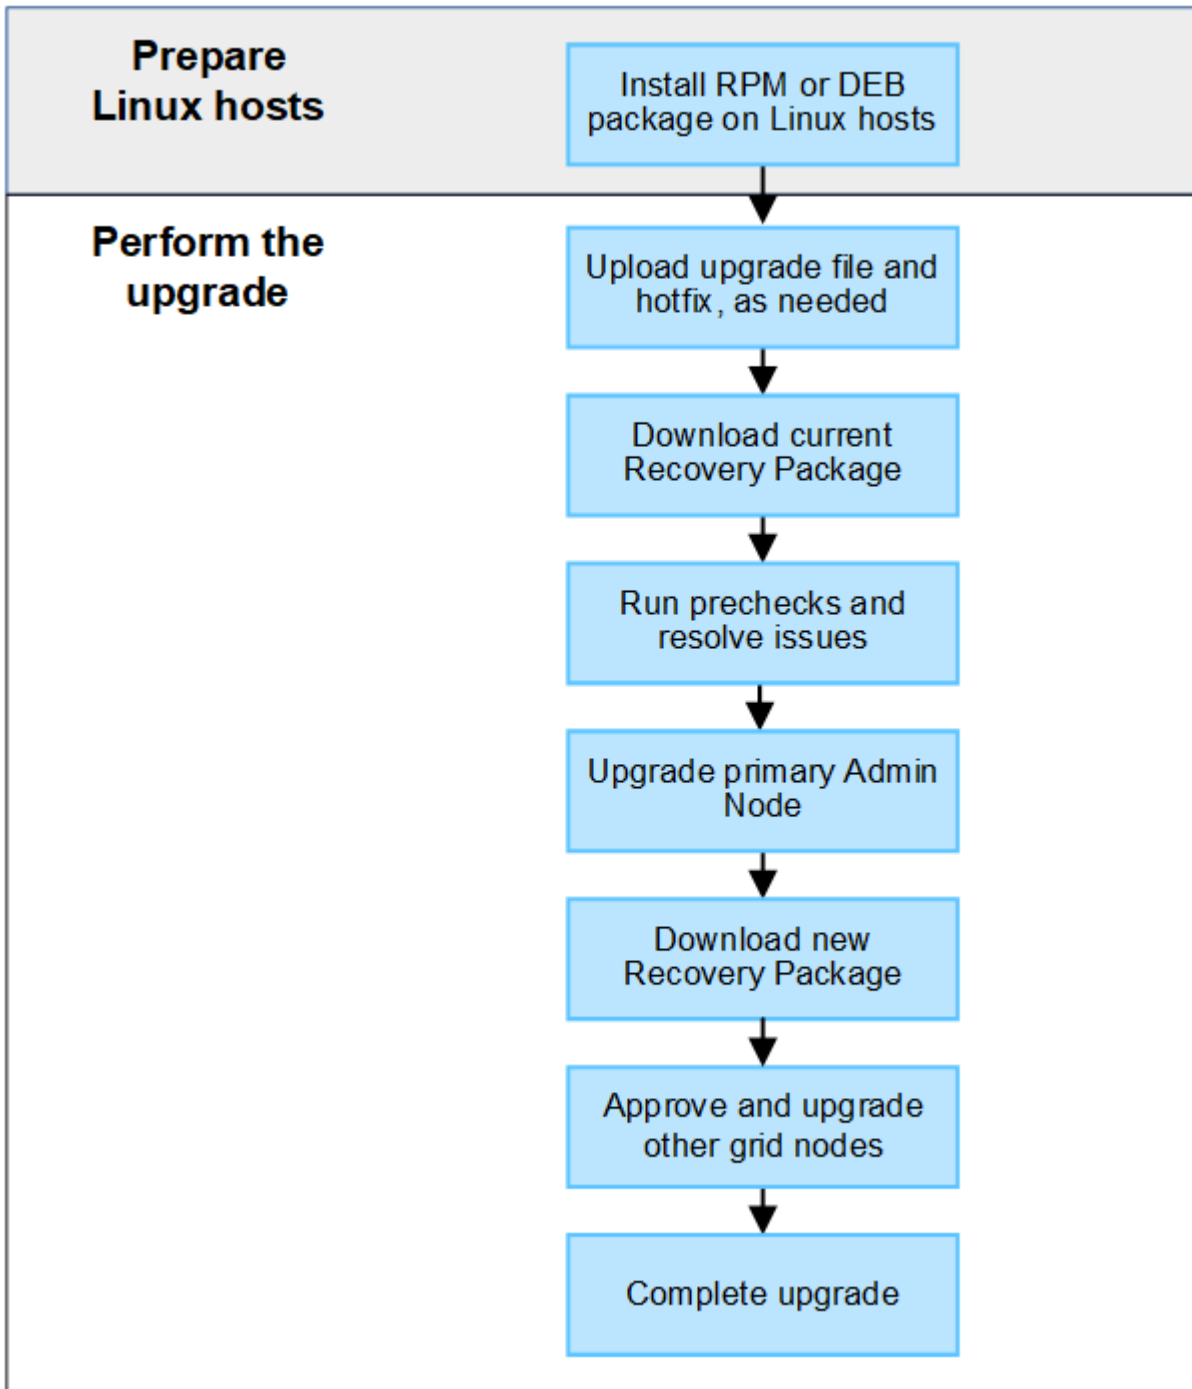 Prepare
Linux hosts
Install RPM or DEB
package on Linux hosts
Perform the
upgrade
Upload upgrade file and
hotfix, as needed
Download current
Recovery Package
Run prechecks and
resolve issues
Upgrade primary Admin
Node
Download new
Recovery Package
Approve and upgrade
other grid nodes
Complete upgrade